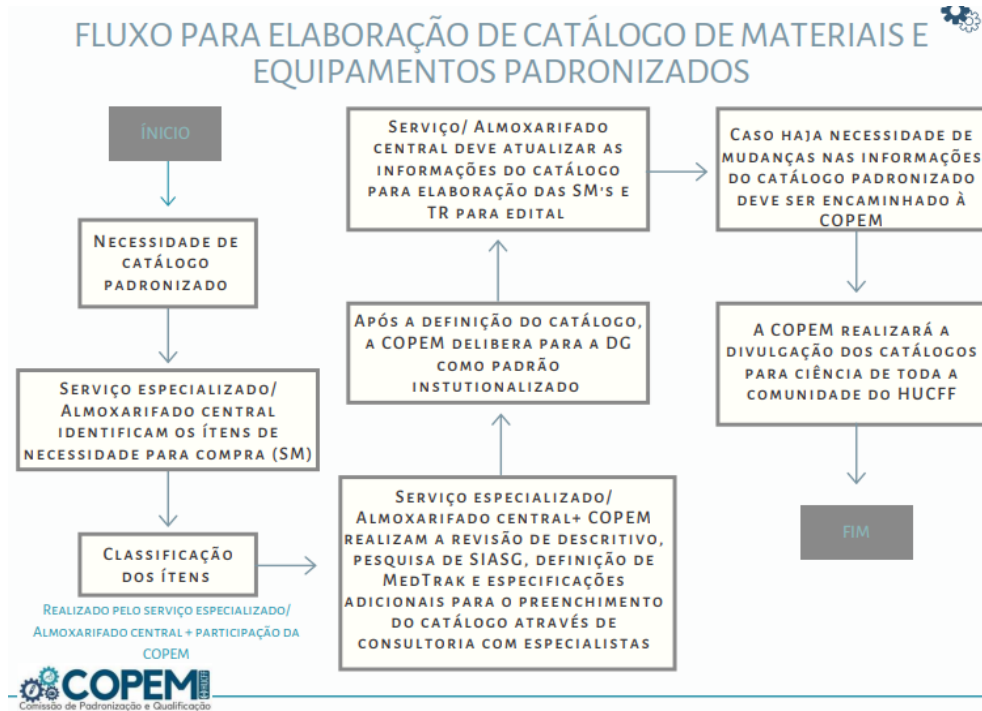 FLUXO PARA ELABORAÇÃO DE CATÁLOGO DE MATERIAIS E
EQUIPAMENTOS PADRONIZADOS
ÍNICIO
NECESSIDADE DE
CATÁLOGO
PADRONIZADO
SERVIÇO ESPECIALIZADO/
ALMOXARIFADO CENTRAL
IDENTIFICAM OS ÍTENS DE
NECESSIDADE PARA COMPRA (SM)
CLASSIFICAÇÃO
DOS ÍTENS
REALIZADO PELO SERVIÇO ESPECIALIZADO/
ALMOXARIFADO CENTRAL + PARTICIPAÇÃO DA
COPEM
SERVIÇO ESPECIALIZADO/
ALMOXARIFADO CENTRAL+ COPEM
REALIZAM A REVISÃO DE DESCRITIVO,
PESQUISA DE SIASG, DEFINIÇÃO DE
MEDTRAK E ESPECIFICAÇÕES
ADICIONAIS PARA O PREENCHIMENTO
DO CATÁLOGO ATRAVÉS DE
CONSULTORIA COM ESPECIALISTAS
APÓS A DEFINIÇÃO DO CATÁLOGO,
A COPEM DELIBERA PARA A DG
COMO PADRÃO
INSTUTIONALIZADO
SERVIÇO/ ALMOXARIFADO
CENTRAL DEVE ATUALIZAR AS
INFORMAÇÕES DO CATÁLOGO
PARA ELABORAÇÃO DAS SM'S E
TR PARA EDITAL
CASO HAJA NECESSIDADE DE
MUDANÇAS NAS INFORMAÇÕES
DO CATÁLOGO PADRONIZADO
DEVE SER ENCAMINHADO À
COPEM
A COPEM REALIZARÁ A
DIVULGAÇÃO DOS CATÁLOGOS
PARA CIÊNCIA DE TODA A
COMUNIDADE DO HUCFF
FIM
COPEM
HUCFF
Comissão de Padronização e Qualificação